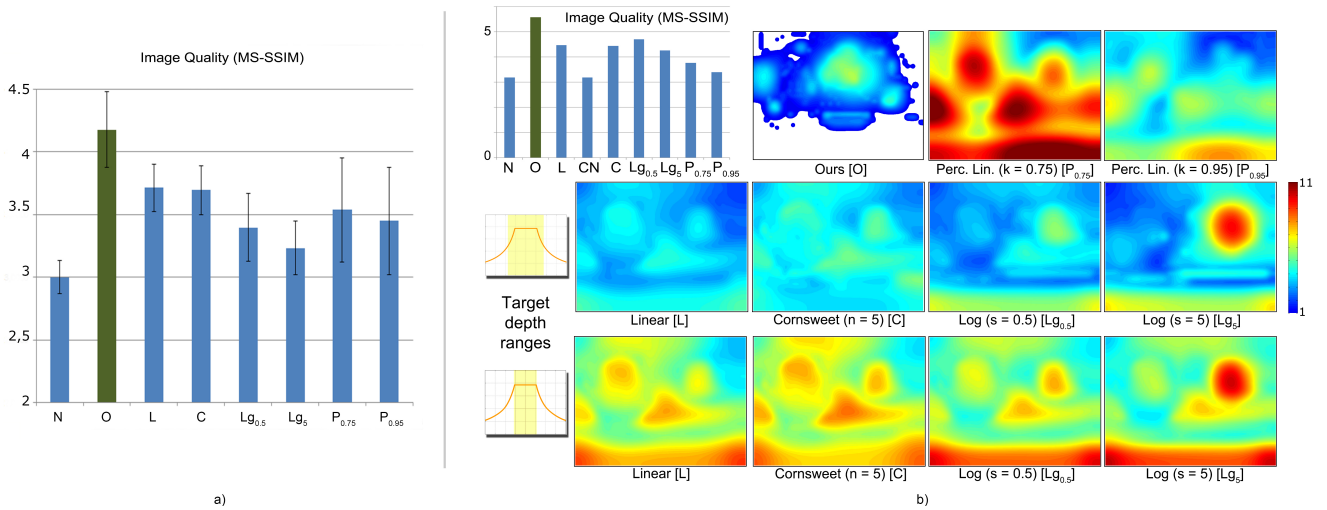 Image Quality (MS-SSIM)
4.5
4
3.5
3
2,5
2
N O L C Lg0.5 Lg5 P0.75 P0.95
a)
Image Quality (MS-SSIM)
5
0
N O L CN C Lg0.5 Lg5 P0.75 P0.95
Ours [O]
Perc. Lin. (k = 0.75) [P0.75]
Perc. Lin. (k = 0.95) [P0.95]
11
1
Target
depth
ranges
Linear [L]
Cornsweet (n = 5) [C]
Log (s = 0.5) [Lg0.5]
Log (s = 5) [Lg5]
Linear [L]
Cornsweet (n = 5) [C]
Log (s = 0.5) [Lg0.5]
Log (s = 5) [Lg5]
b)